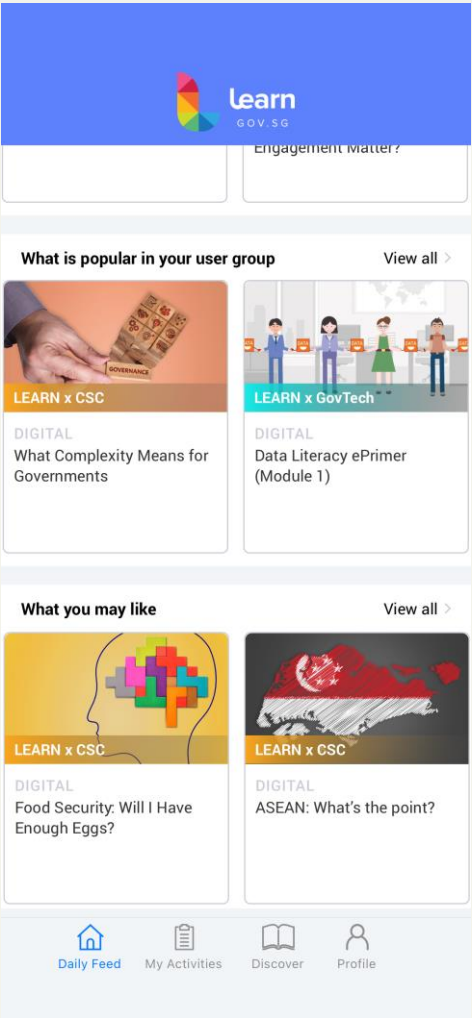 Learn
GOV.SG
Engagement Matter?
What is popular in your user group
View all
GOVERNANCE
DATA
DATA
LEARN x CSC
LEARN x GovTech
DIGITAL
What Complexity Means for
Governments
DIGITAL
Data Literacy ePrimer
(Module 1)
What you may like
View all
LEARN x CSC
LEARN x CSC
DIGITAL
Food Security: Will I Have
Enough Eggs?
DIGITAL
ASEAN: What's the point?
Daily Feed
My Activities
Discover
Profile